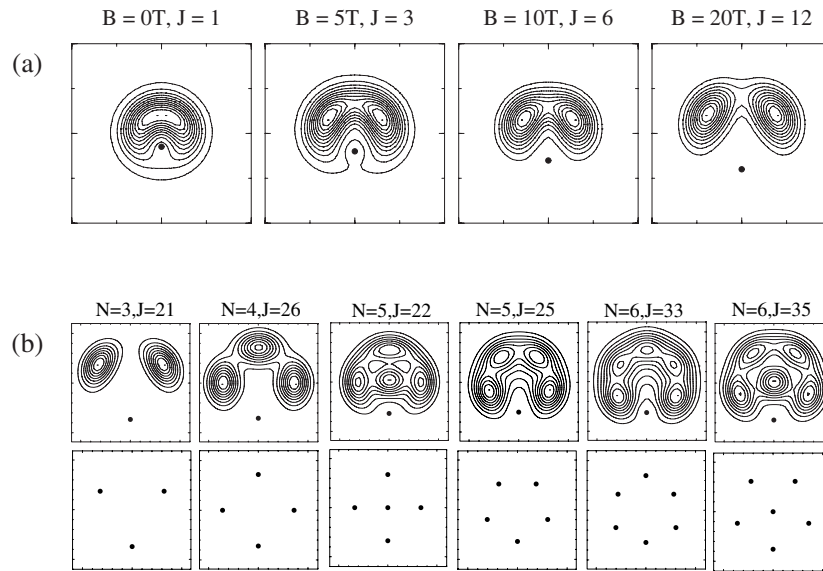 B = 0T, J = 1 B = 5T, J = 3 B = 10T, J = 6 B = 20T, J = 12
(a)
N=3,J=21 N=4,J=26 N=5,J=22 N=5,J=25 N=6,J=33 N=6,J=35
(b)